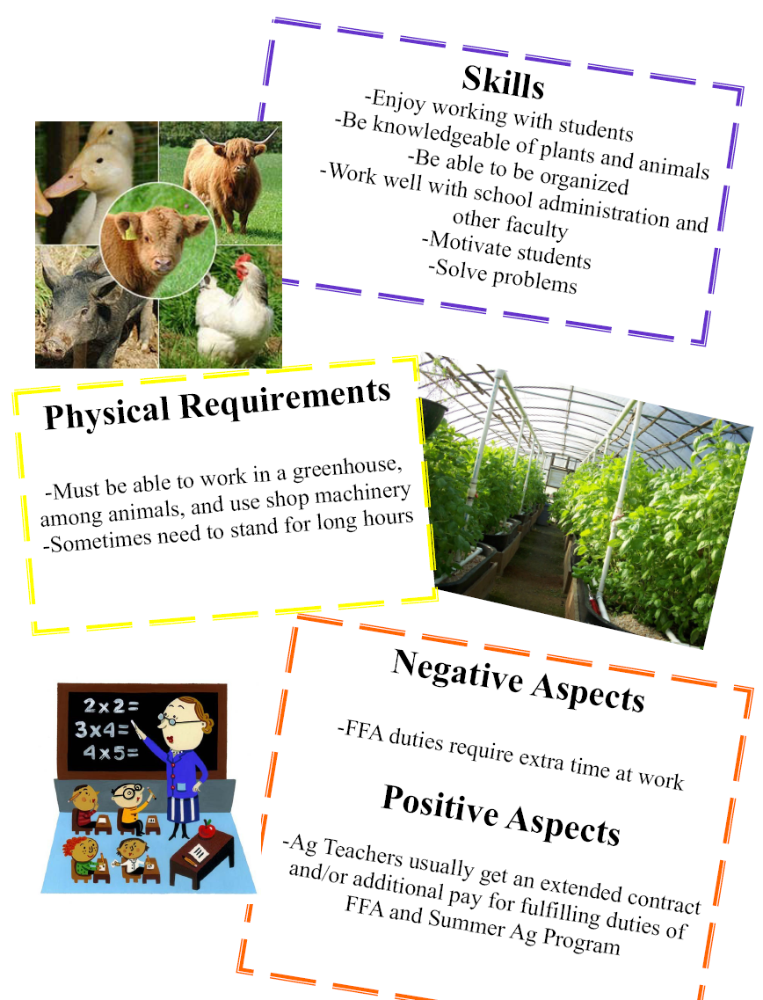 Skills
-Enjoy working with students
-Be knowledgeable of plants and animals
-Be able to be organized
-Work well with school administration and
other faculty
-Motivate students
-Solve problems
Physical Requirements
-Must be able to work in a greenhouse,
among animals, and use shop machinery
-Sometimes need to stand for long hours
2x2=
3x4=
4x5=
Negative Aspects
-FFA duties require extra time at work
Positive Aspects
-Ag Teachers usually get an extended contract
and/or additional pay for fulfilling duties of
FFA and Summer Ag Program